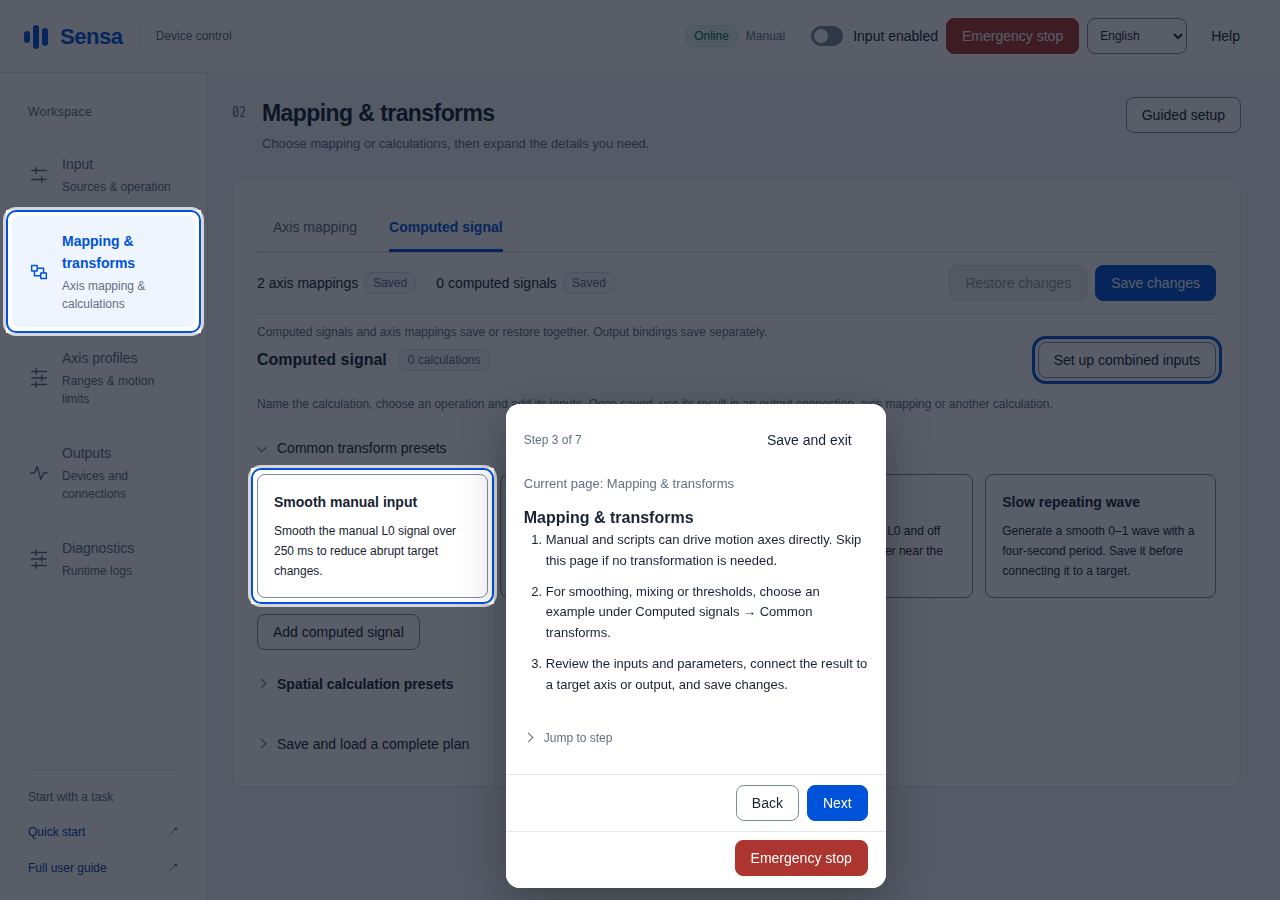 Sensa
Device control
Online
Manual
Input enabled
Emergency stop
English
Help
Workspace
Input
Sources & operation
Mapping &
transforms
Axis mapping &
calculations
Axis profiles
Ranges & motion
limits
Outputs
Devices and
connections
Diagnostics
Runtime logs
Start with a task
Quick start
Full user guide
02
Mapping & transforms
Choose mapping or calculations, then expand the details you need.
Guided setup
Axis mapping
Computed signal
2 axis mappings
Saved
0 computed signals
Saved
Restore changes
Save changes
Computed signals and axis mappings save or restore together. Output bindings save separately.
Computed signal
0 calculations
Set up combined inputs
Name the calculation, choose an operation and add its inputs. Once saved, use its result in an output connection, axis mapping or another calculation.
Common transform presets
Smooth manual input
Smooth the manual L0 signal over
250 ms to reduce abrupt target
changes.
L0 and off
er near the
Slow repeating wave
Generate a smooth 0–1 wave with a
four-second period. Save it before
connecting it to a target.
Add computed signal
Spatial calculation presets
Save and load a complete plan
Step 3 of 7
Save and exit
Current page: Mapping & transforms
Mapping & transforms
1. Manual and scripts can drive motion axes directly. Skip
this page if no transformation is needed.
2. For smoothing, mixing or thresholds, choose an
example under Computed signals → Common
transforms.
3. Review the inputs and parameters, connect the result to
a target axis or output, and save changes.
Jump to step
Back
Next
Emergency stop